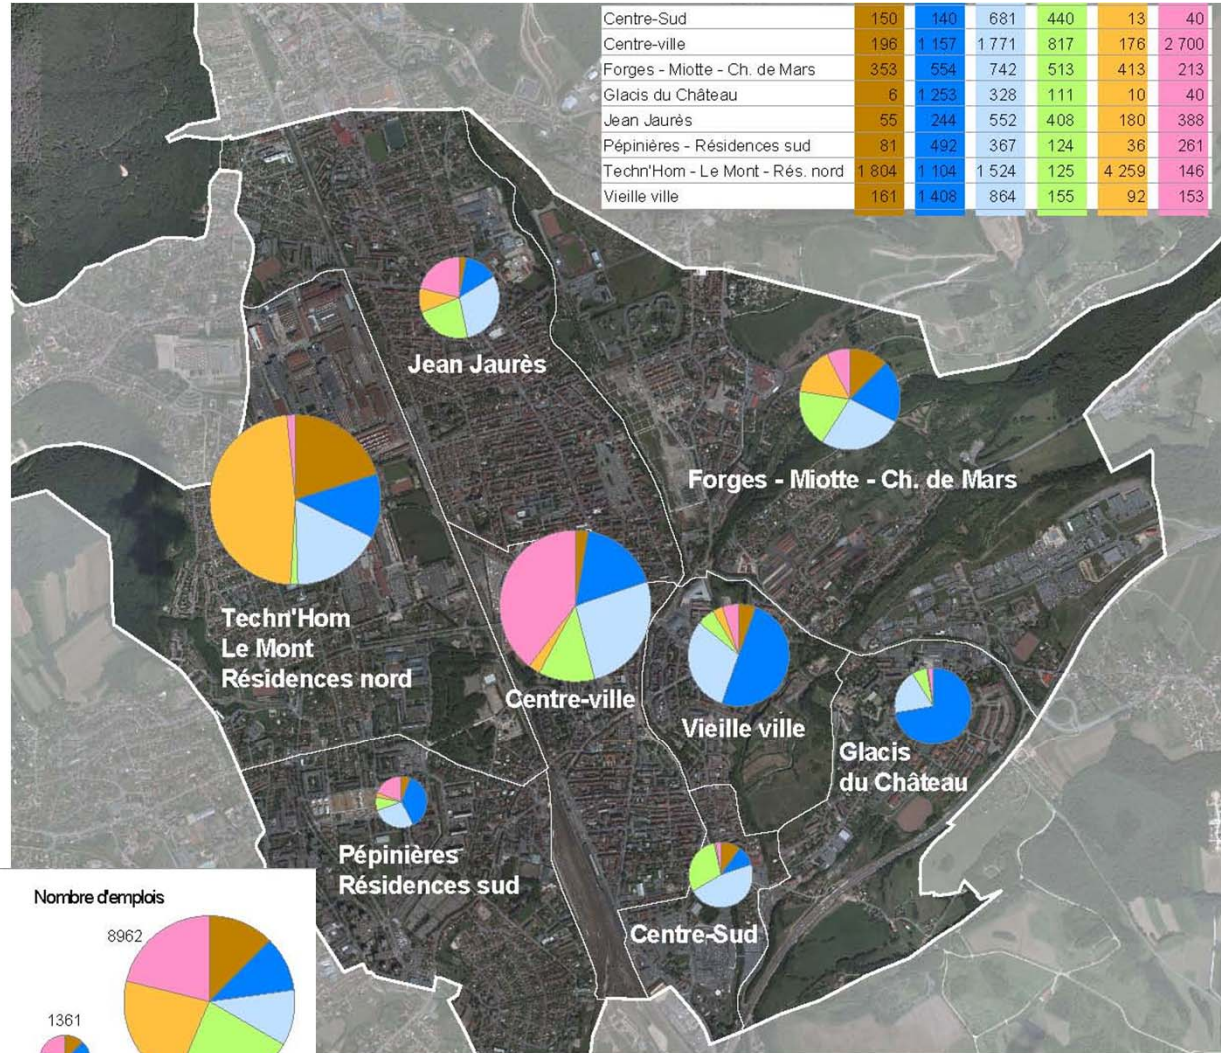 Centre-Sud 150 140 681 440 13 40
Centre-ville 196 1 157 1 771 817 176 2 700
Forges - Miotte - Ch. de Mars 353 554 742 513 413 213
Glacis du Château 6 1 253 328 111 10 40
Jean Jaurès 55 244 552 408 180 388
Pépinières - Résidences sud 81 492 367 124 36 261
Techn'Hom - Le Mont - Rés. nord 1 804 1 104 1 524 125 4 259 146
Vieille ville 161 1 408 864 155 92 153
Jean Jaurès
Forges - Miotte - Ch. de Mars
Techn'Hom
Le Mont
Résidences nord
Centre-ville
Vieille ville
Glacis
du Château
Pépinières
Résidences sud
Centre-Sud
Nombre d'emplois
8962
1361